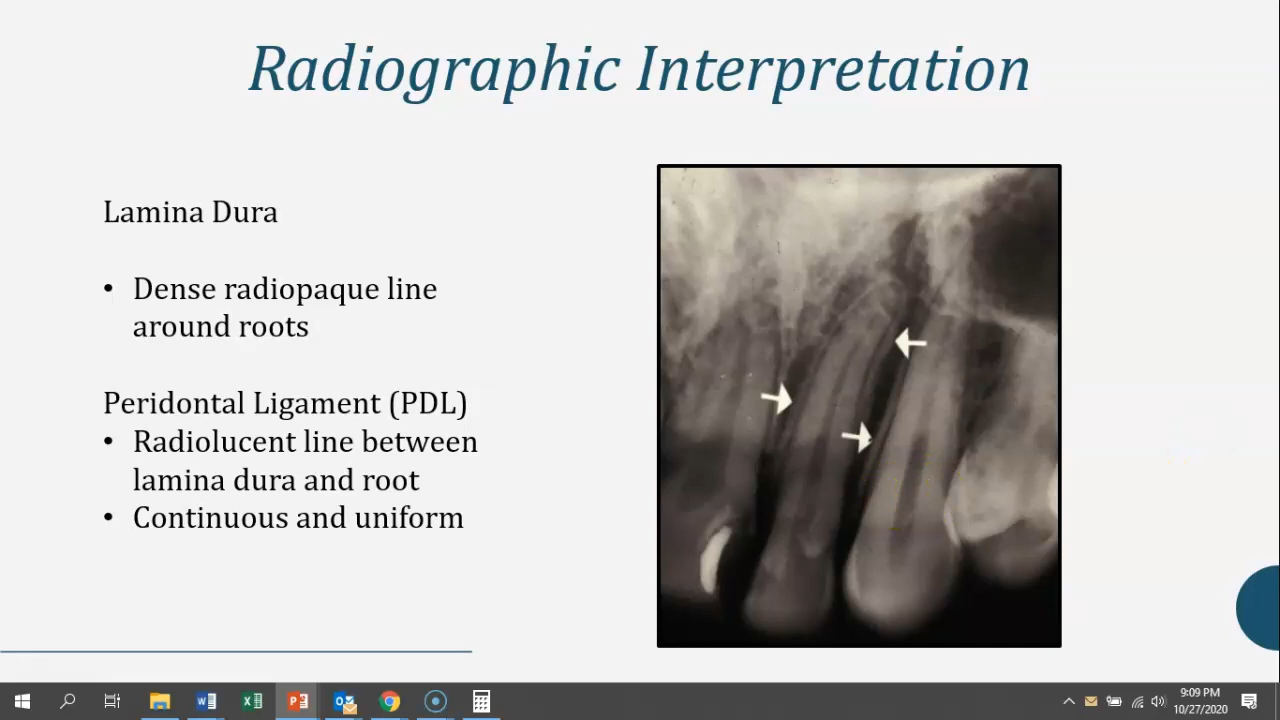 Radiographic Interpretation
Lamina Dura
• Dense radiopaque line
around roots
Peridontal Ligament (PDL)
• Radiolucent line between
lamina dura and root
• Continuous and uniform
9:09 PM
10/27/2020